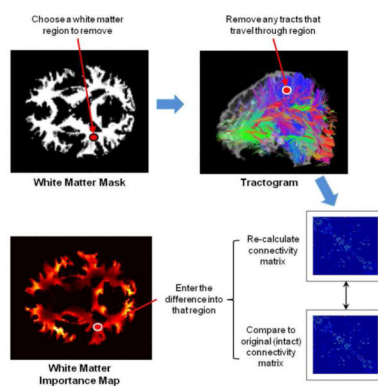 Choose a white matter
region to remove
Remove any tracts that
travel through region
White Matter Mask
Tractogram
Re-calculate
connectivity
matrix
Enter the
difference into
that region
Compare to
original (intact)
connectivity
matrix
White Matter
Importance Map